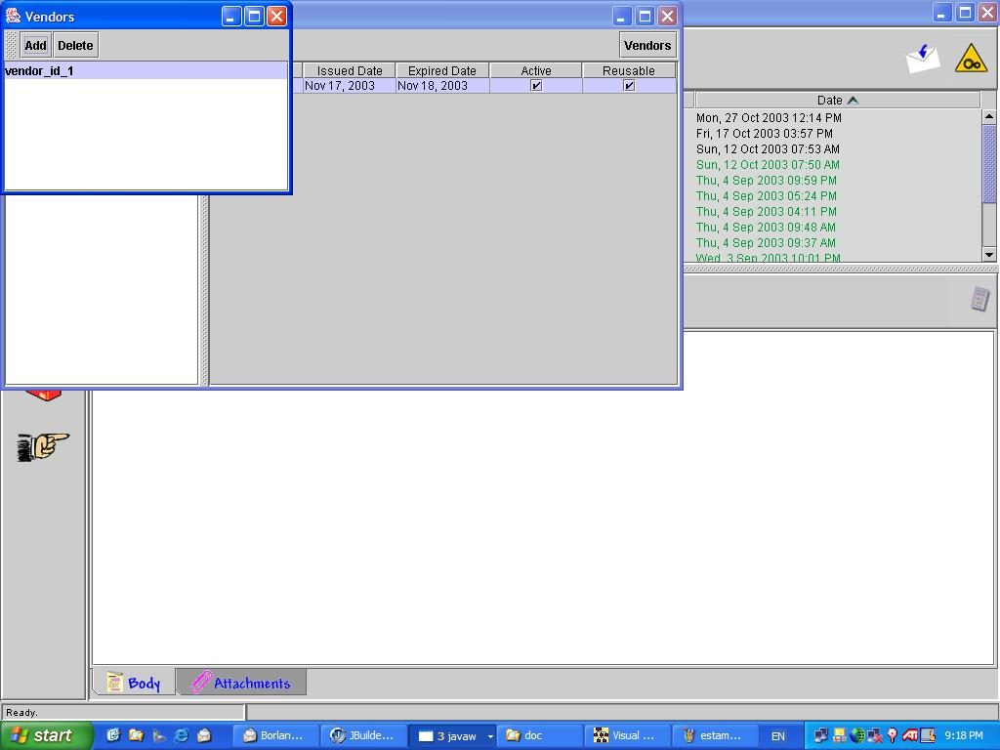 Vendors
Add Delete
vendor_id_1
Vendors
Issued Date Expired Date Active Reusable
Nov 17, 2003 Nov 18, 2003
Date
Mon, 27 Oct 2003 12:14 PM
Fri, 17 Oct 2003 03:57 PM
Sun, 12 Oct 2003 07:53 AM
Sun, 12 Oct 2003 07:50 AM
Thu, 4 Sep 2003 09:59 PM
Thu, 4 Sep 2003 05:24 PM
Thu, 4 Sep 2003 04:11 PM
Thu, 4 Sep 2003 09:48 AM
Thu, 4 Sep 2003 09:37 AM
Wed, 3 Sep 2003 10:01 PM
Body Attachments
Ready.
start Borlan... JBuilde... 3 javaw doc Visual ... estam... EN ATI 9:18 PM